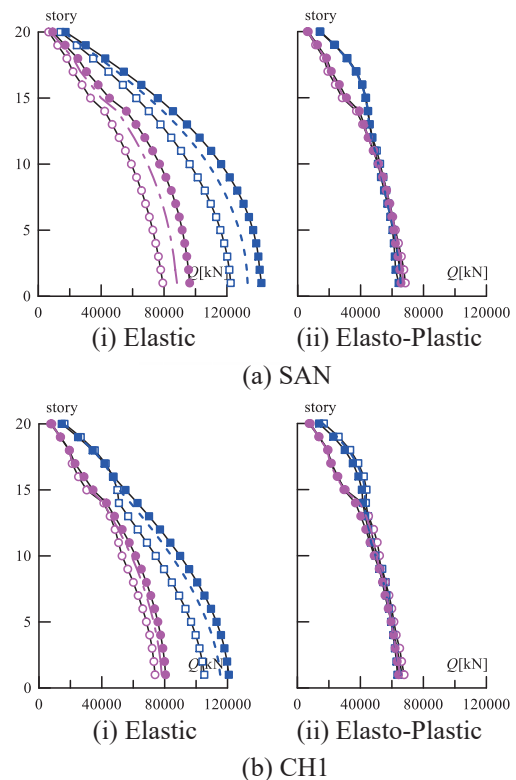 story story
20 20
15 15
10 10
5 5
Q[kN] Q[kN]
0 0
0 40000 80000 120000 0 40000 80000 120000
(i) Elastic (ii) Elasto-Plastic
(a) SAN
story story
20 20
15 15
10 10
5 5
Q[kN] Q[kN]
0 0
0 40000 80000 120000 0 40000 80000 120000
(i) Elastic (ii) Elasto-Plastic
(b) CH1